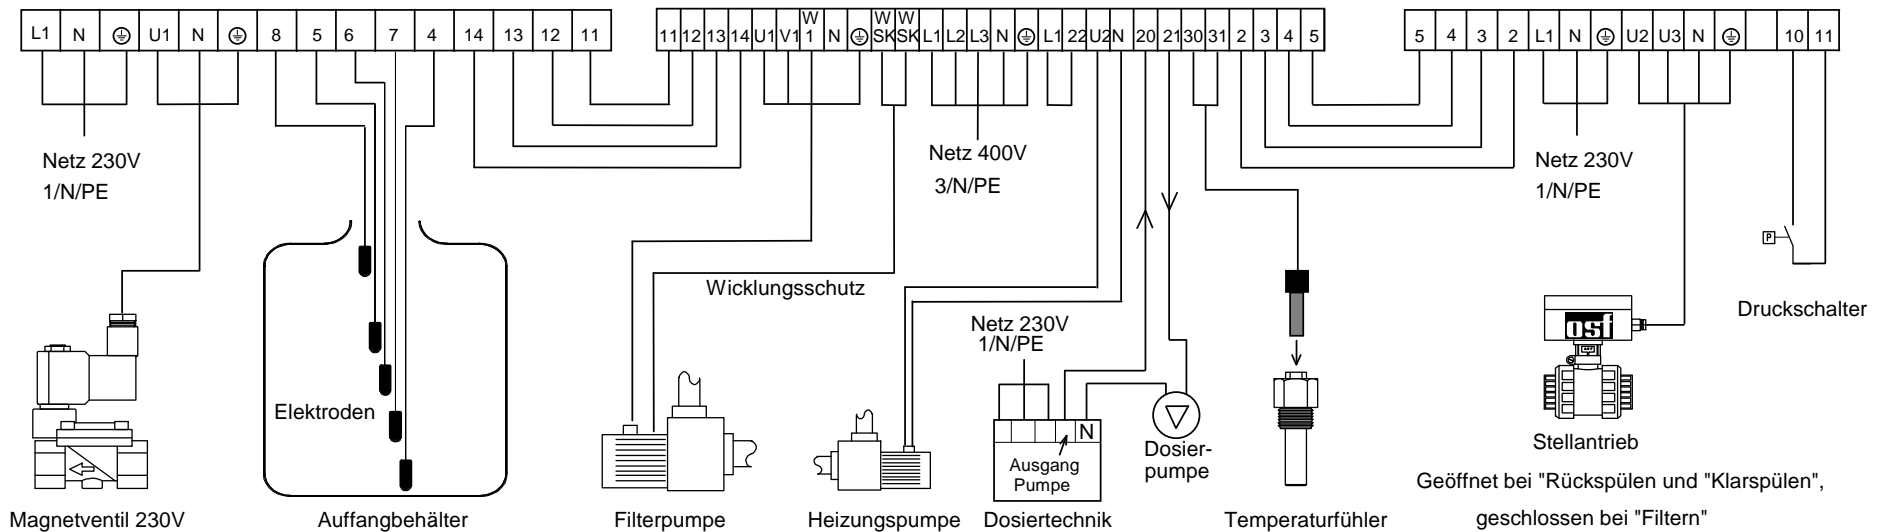 L1 N U1 N 8 5 6 7 4 14 13 12 11
11 12 13 14 U1 V1 W1 N WSK WSK L1 L2 L3 N L1 22 U2 N 20 21 30 31 2 3 4 5
5 4 3 2 L1 N U2 U3 N 10 11
Netz 230V
1/N/PE
Netz 400V
3/N/PE
Netz 230V
1/N/PE
P
Wicklungsschutz
Druckschalter
Netz 230V
1/N/PE
osf
Elektroden
N
Ausgang
Pumpe
Dosier-
pumpe
Stellantrieb
Geöffnet bei "Rückspülen und "Klarspülen",
geschlossen bei "Filtern"
Magnetventil 230V
Auffangbehälter
Filterpumpe
Heizungspumpe
Dosiertechnik
Temperaturfühler